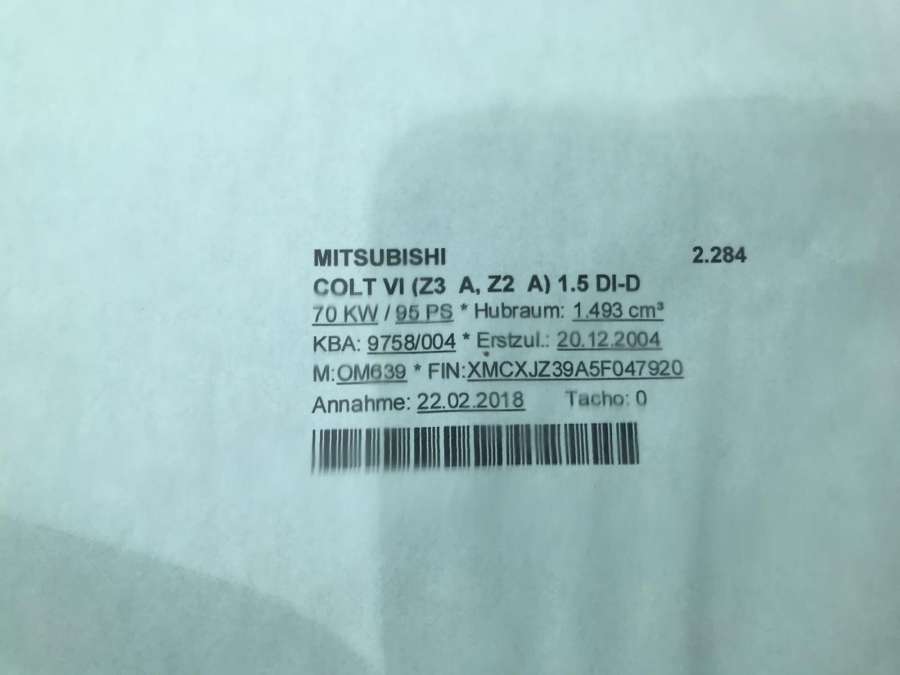 MITSUBISHI 2.284
COLT VI (Z3 A, Z2 A) 1.5 DI-D
70 KW / 95 PS * Hubraum: 1.493 cm³
KBA: 9758/004 * Erstzul.: 20.12.2004
M:OM639 * FIN:XMCXJZ39A5F047920
Annahme: 22.02.2018 Tacho: 0